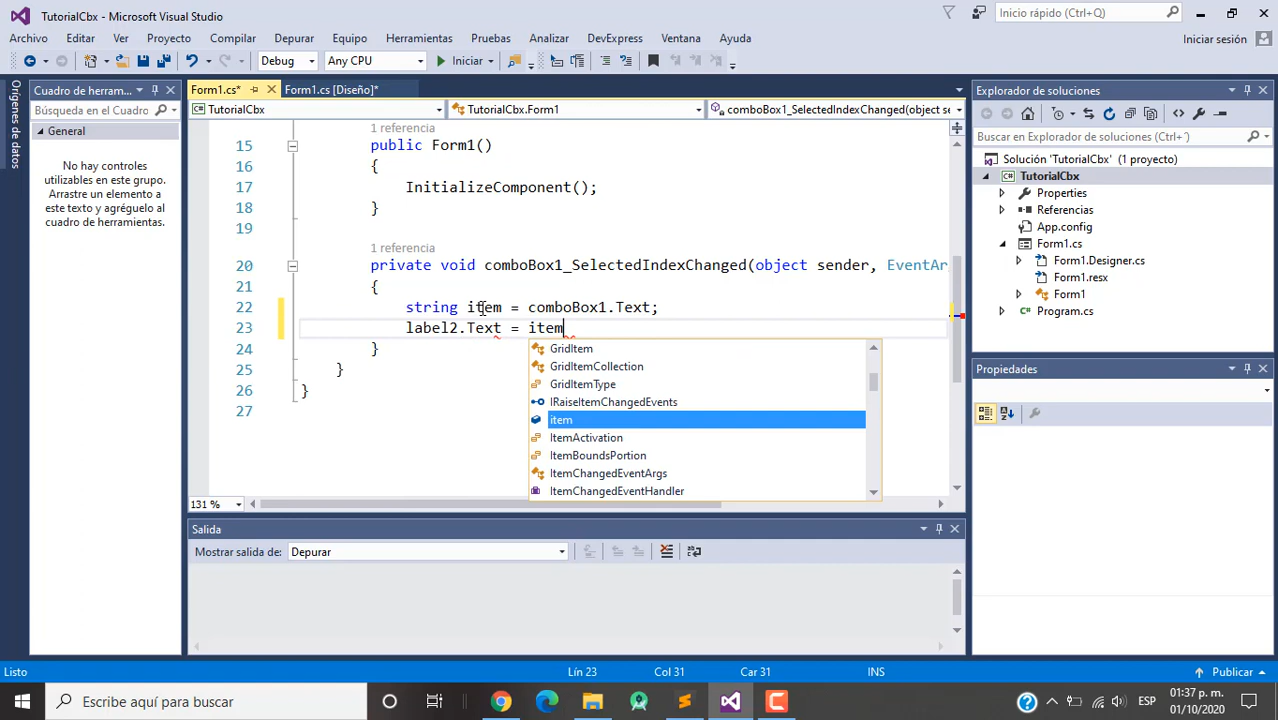 TutorialCbx - Microsoft Visual Studio
Inicio rápido (Ctrl+Q)
Archivo Editar Ver Proyecto Compilar Depurar Equipo Herramientas Pruebas Analizar DevExpress Ventana Ayuda
Iniciar sesión
Debug Any CPU Iniciar
Orígenes de datos
Cuadro de herram...
Búsqueda en el Cuadro
General
No hay controles
utilizables en este grupo.
Arrastre un elemento a
este texto y agréguelo al
cuadro de herramientas.
Form1.cs* Form1.cs [Diseño]*
TutorialCbx TutorialCbx.Form1 comboBox1_SelectedIndexChanged(object se
1 referencia
15 public Form1()
16 {
17 InitializeComponent();
18 }
19
1 referencia
20 private void comboBox1_SelectedIndexChanged(object sender, EventAr
21 {
22 string item = comboBox1.Text;
23 label2.Text = item
24 }
25 }
26 }
27
GridItem
GridItemCollection
GridItemType
IRaiseItemChangedEvents
item
ItemActivation
ItemBoundsPortion
ItemChangedEventArgs
ItemChangedEventHandler
131 %
Salida
Mostrar salida de: Depurar
Explorador de soluciones
Buscar en Explorador de soluciones (Ctrl+´)
Solución 'TutorialCbx' (1 proyecto)
TutorialCbx
Properties
Referencias
App.config
Form1.cs
Form1.Designer.cs
Form1.resx
Form1
Program.cs
Propiedades
Listo Lín 23 Col 31 Car 31 INS Publicar
Escribe aquí para buscar
ESP
01:37 p. m.
01/10/2020